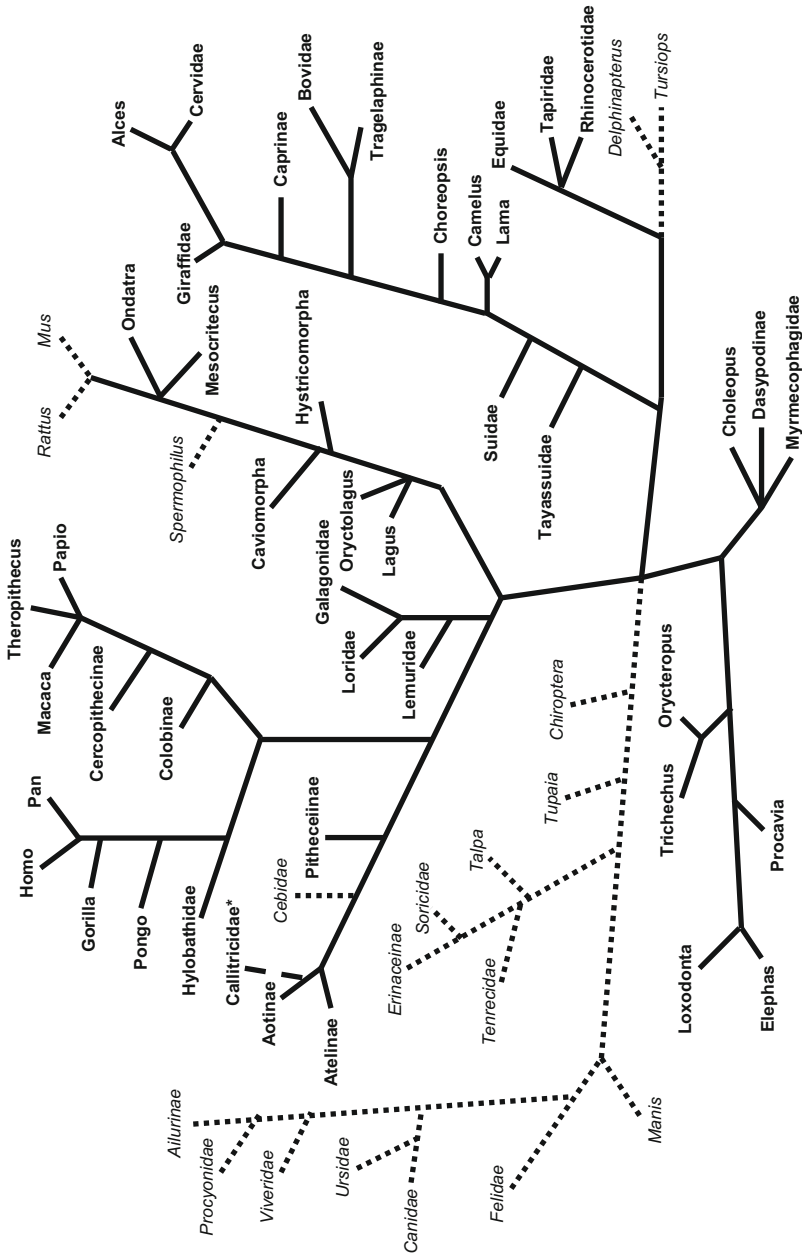 Theropithecus
Macaca
Papio
Cercopithecinae
Colobinae
Homo
Pan
Gorilla
Pongo
Hylobathidae
Callitricidae*
Aotinae
Atelinae
Cebidae
Pitheceiinae
Loridae
Galagonidae
Lemuridae
Rattus
Mus
Ondatra
Mesocritecus
Spermophilus
Caviomorpha
Hystricomorpha
Oryctolagus
Lagus
Alces
Cervidae
Giraffidae
Caprinae
Bovidae
Tragelaphinae
Choreopsis
Camelus
Lama
Suidae
Tayassuidae
Equidae
Tapiridae
Rhinocerotidae
Delphinapterus
Tursiops
Choleopus
Dasypodinae
Myrmecophagidae
Orycteropus
Trichechus
Procavia
Loxodonta
Elephas
Chiroptera
Tupaia
Talpa
Soricidae
Erinaceinae
Tenrecidae
Ailurinae
Procyonidae
Viveridae
Ursidae
Canidae
Felidae
Manis